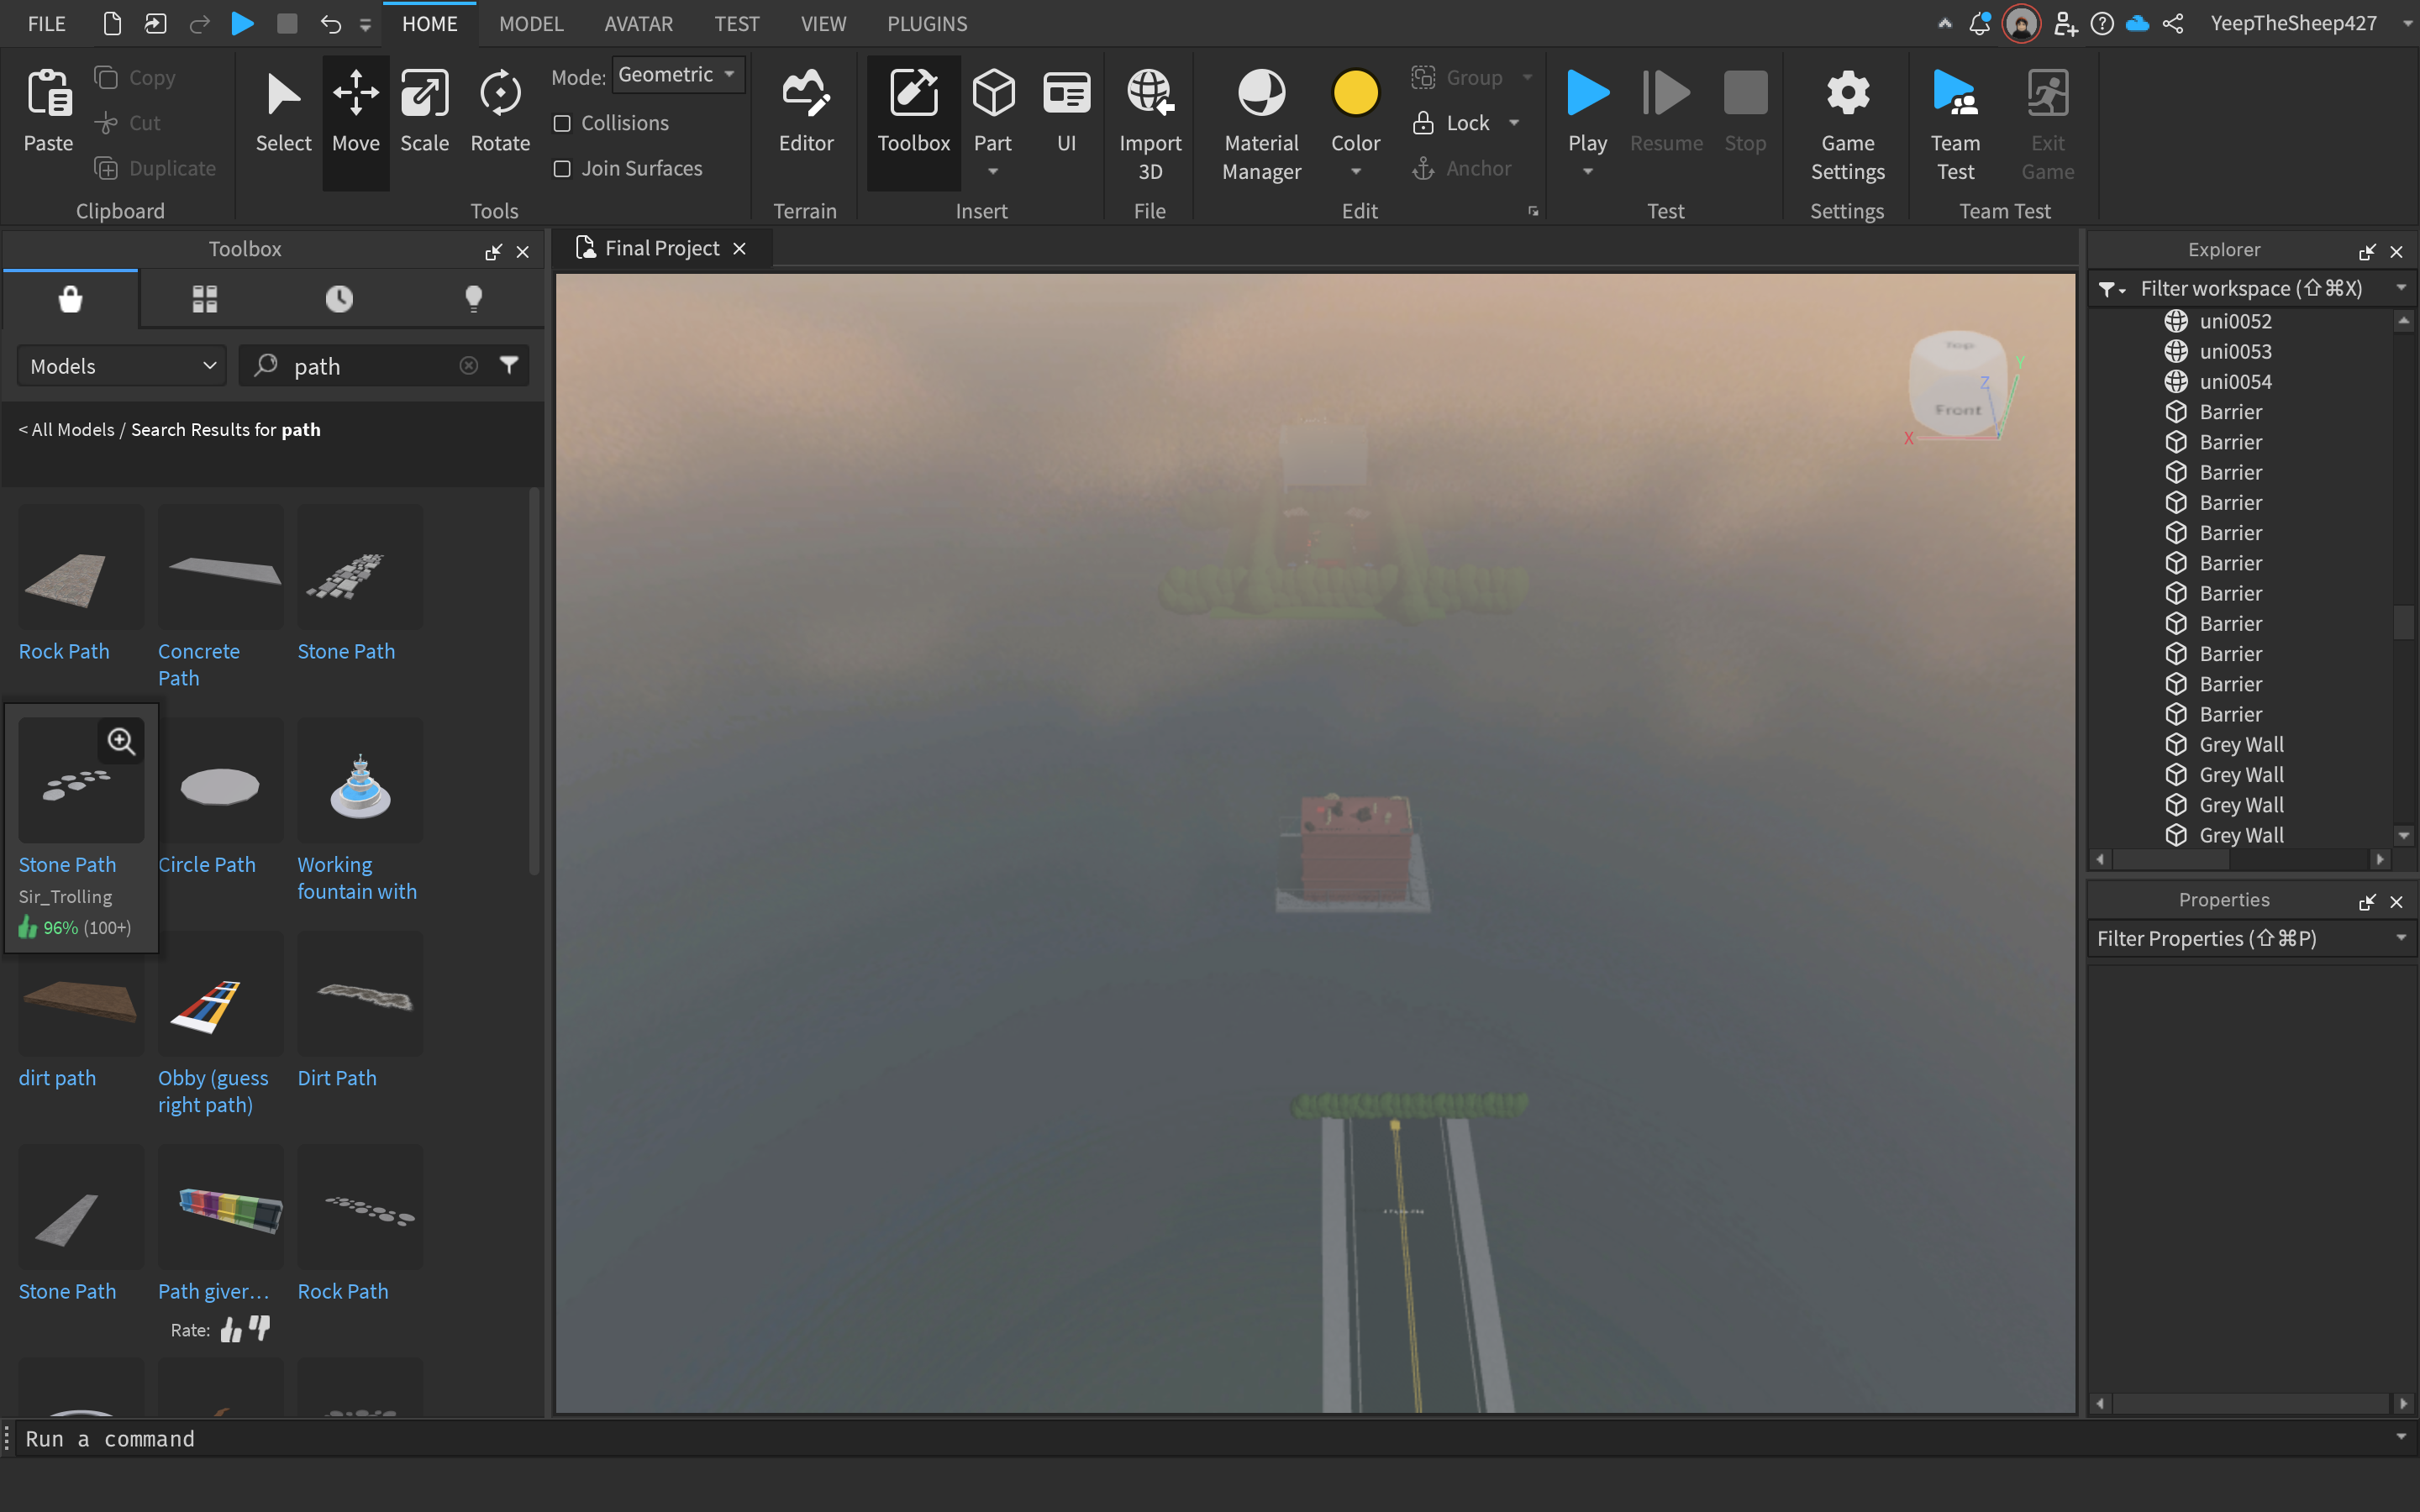 FILE
HOME
MODEL
AVATAR
TEST
VIEW
PLUGINS
YeepTheSheep427
Paste
Copy
Cut
Duplicate
Clipboard
Select
Move
Scale
Rotate
Mode: Geometric
Collisions
Join Surfaces
Tools
Editor
Terrain
Toolbox
Part
UI
Insert
Import
3D
File
Material
Manager
Color
Group
Lock
Anchor
Edit
Play
Resume
Stop
Test
Game
Settings
Settings
Team
Test
Exit
Game
Team Test
Toolbox
Models
path
< All Models / Search Results for path
Rock Path
Concrete
Path
Stone Path
Stone Path
Sir_Trolling
96% (100+)
Circle Path
Working
fountain with
dirt path
Obby (guess
right path)
Dirt Path
Stone Path
Path giver...
Rock Path
Rate:
Final Project
Top
Front
X
Y
Z
Explorer
Filter workspace (⇧⌘X)
uni0052
uni0053
uni0054
Barrier
Barrier
Barrier
Barrier
Barrier
Barrier
Barrier
Barrier
Barrier
Barrier
Barrier
Grey Wall
Grey Wall
Grey Wall
Grey Wall
Properties
Filter Properties (⇧⌘P)
Run a command